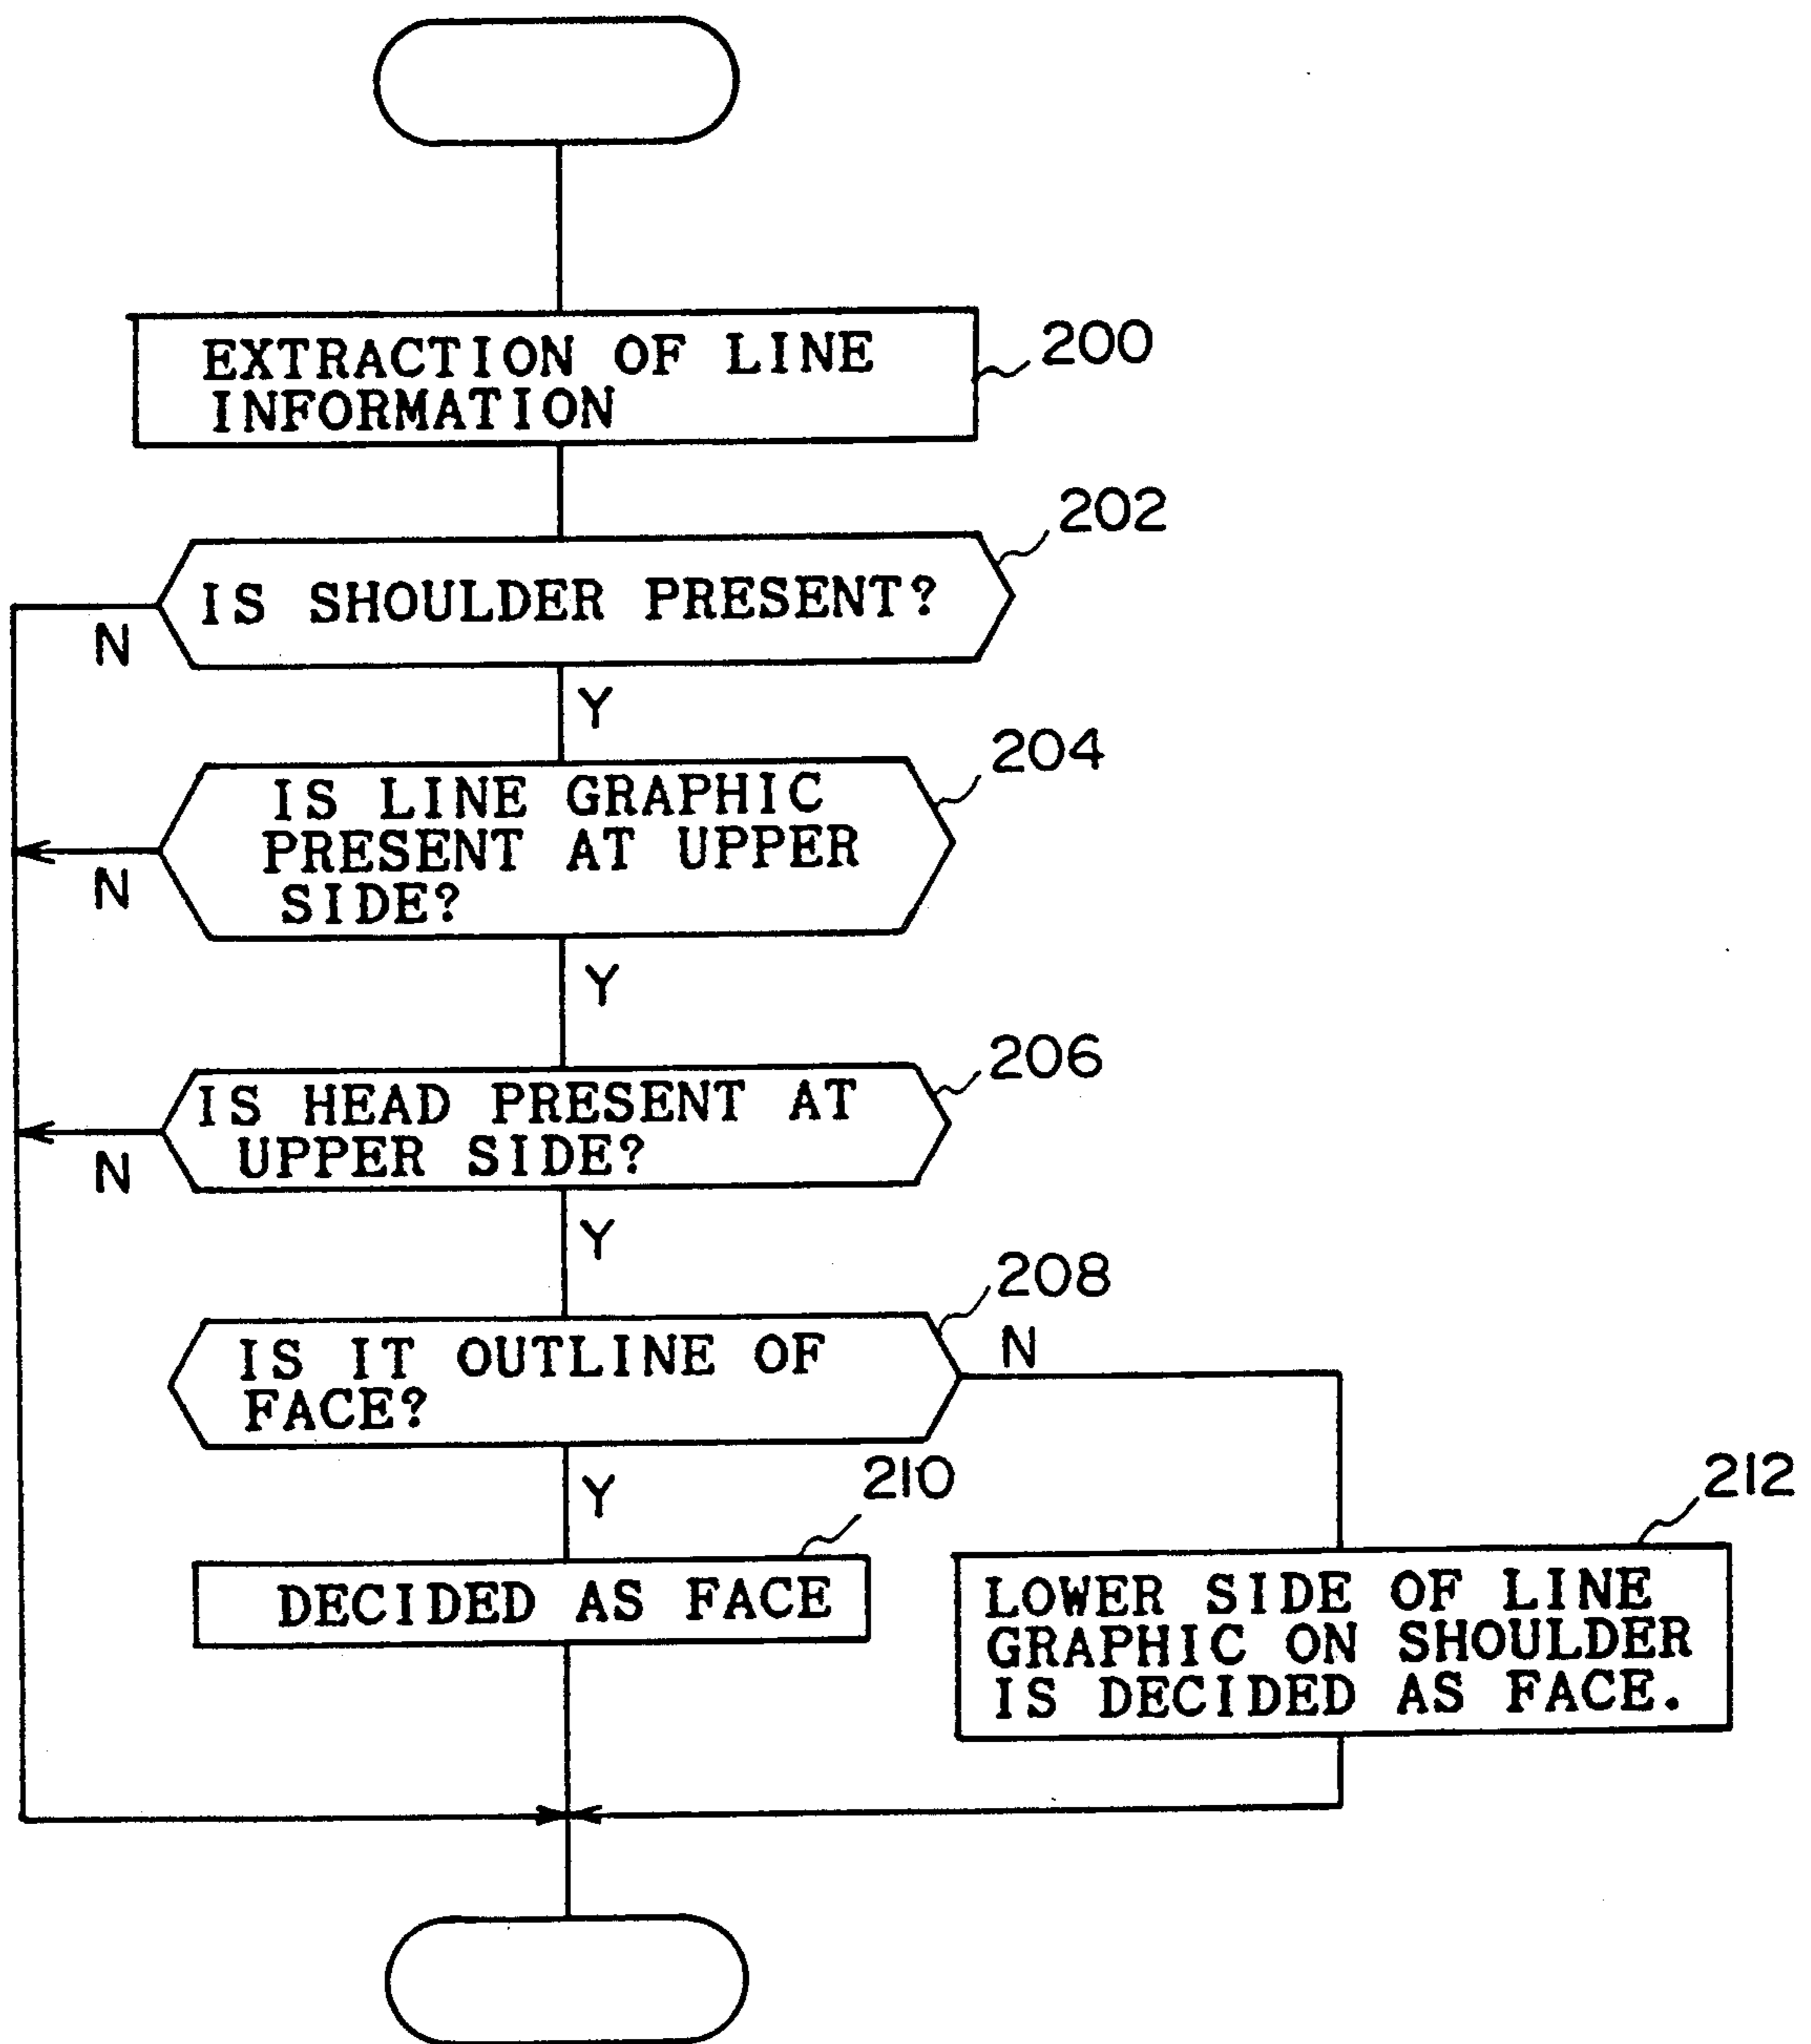 EXTRACTION OF LINE
INFORMATION
200
202
IS SHOULDER PRESENT?
N
Y
204
IS LINE GRAPHIC
PRESENT AT UPPER
SIDE?
N
Y
206
IS HEAD PRESENT AT
UPPER SIDE?
N
Y
208
IS IT OUTLINE OF
FACE?
N
Y
210
DECIDED AS FACE
212
LOWER SIDE OF LINE
GRAPHIC ON SHOULDER
IS DECIDED AS FACE.